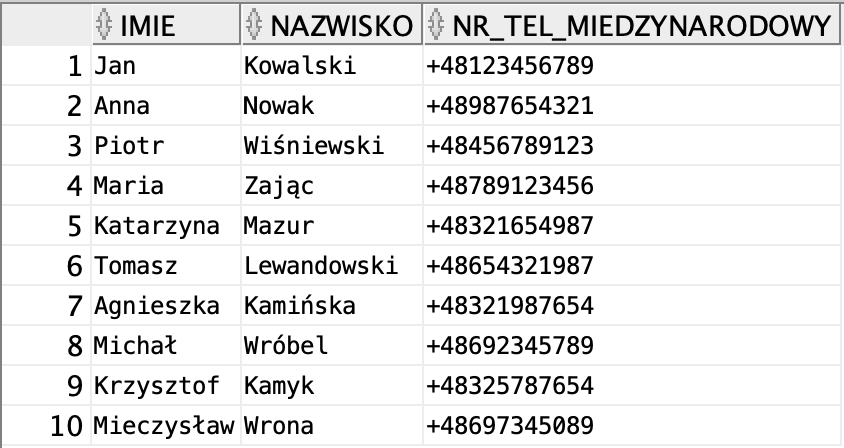 IMIE NAZWISKO NR_TEL_MIEDZYNARODOWY
1 Jan Kowalski +48123456789
2 Anna Nowak +48987654321
3 Piotr Wiśniewski +48456789123
4 Maria Zając +48789123456
5 Katarzyna Mazur +48321654987
6 Tomasz Lewandowski +48654321987
7 Agnieszka Kamińska +48321987654
8 Michał Wróbel +48692345789
9 Krzysztof Kamyk +48325787654
10 Mieczysław Wrona +48697345089